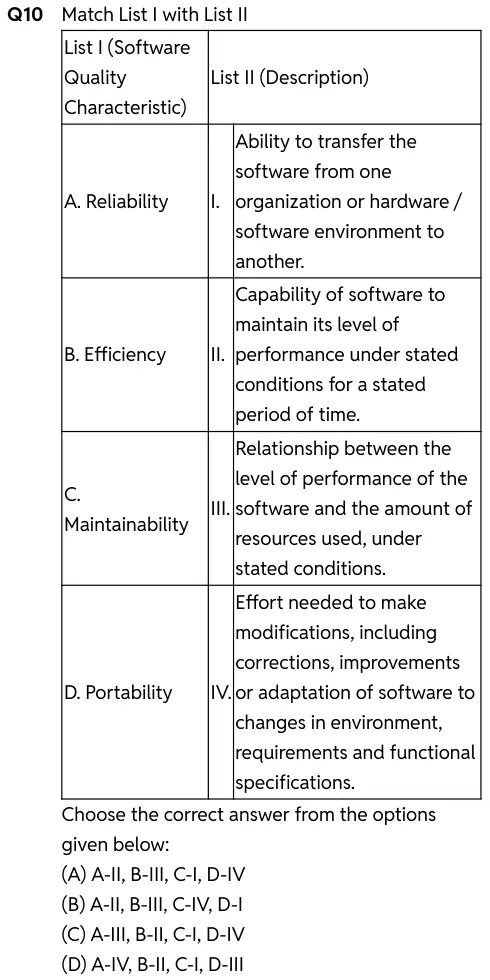 Q10 Match List I with List II
List I (Software
Quality
Characteristic)
List II (Description)
A. Reliability
I.
Ability to transfer the
software from one
organization or hardware /
software environment to
another.
B. Efficiency
II.
Capability of software to
maintain its level of
performance under stated
conditions for a stated
period of time.
C.
Maintainability
III.
Relationship between the
level of performance of the
software and the amount of
resources used, under
stated conditions.
D. Portability
IV.
Effort needed to make
modifications, including
corrections, improvements
or adaptation of software to
changes in environment,
requirements and functional
specifications.
Choose the correct answer from the options
given below:
(A) A-II, B-III, C-I, D-IV
(B) A-II, B-III, C-IV, D-I
(C) A-III, B-II, C-I, D-IV
(D) A-IV, B-II, C-I, D-III